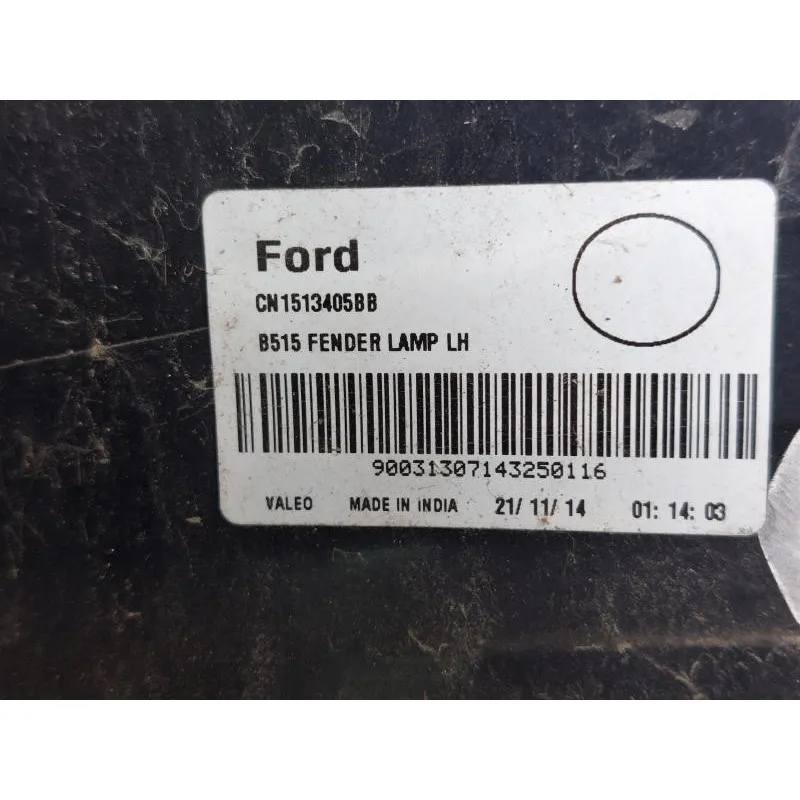 Ford
CN1513405BB
B515 FENDER LAMP LH
90031307143250116
VALEO MADE IN INDIA 21/ 11/ 14 01: 14: 03